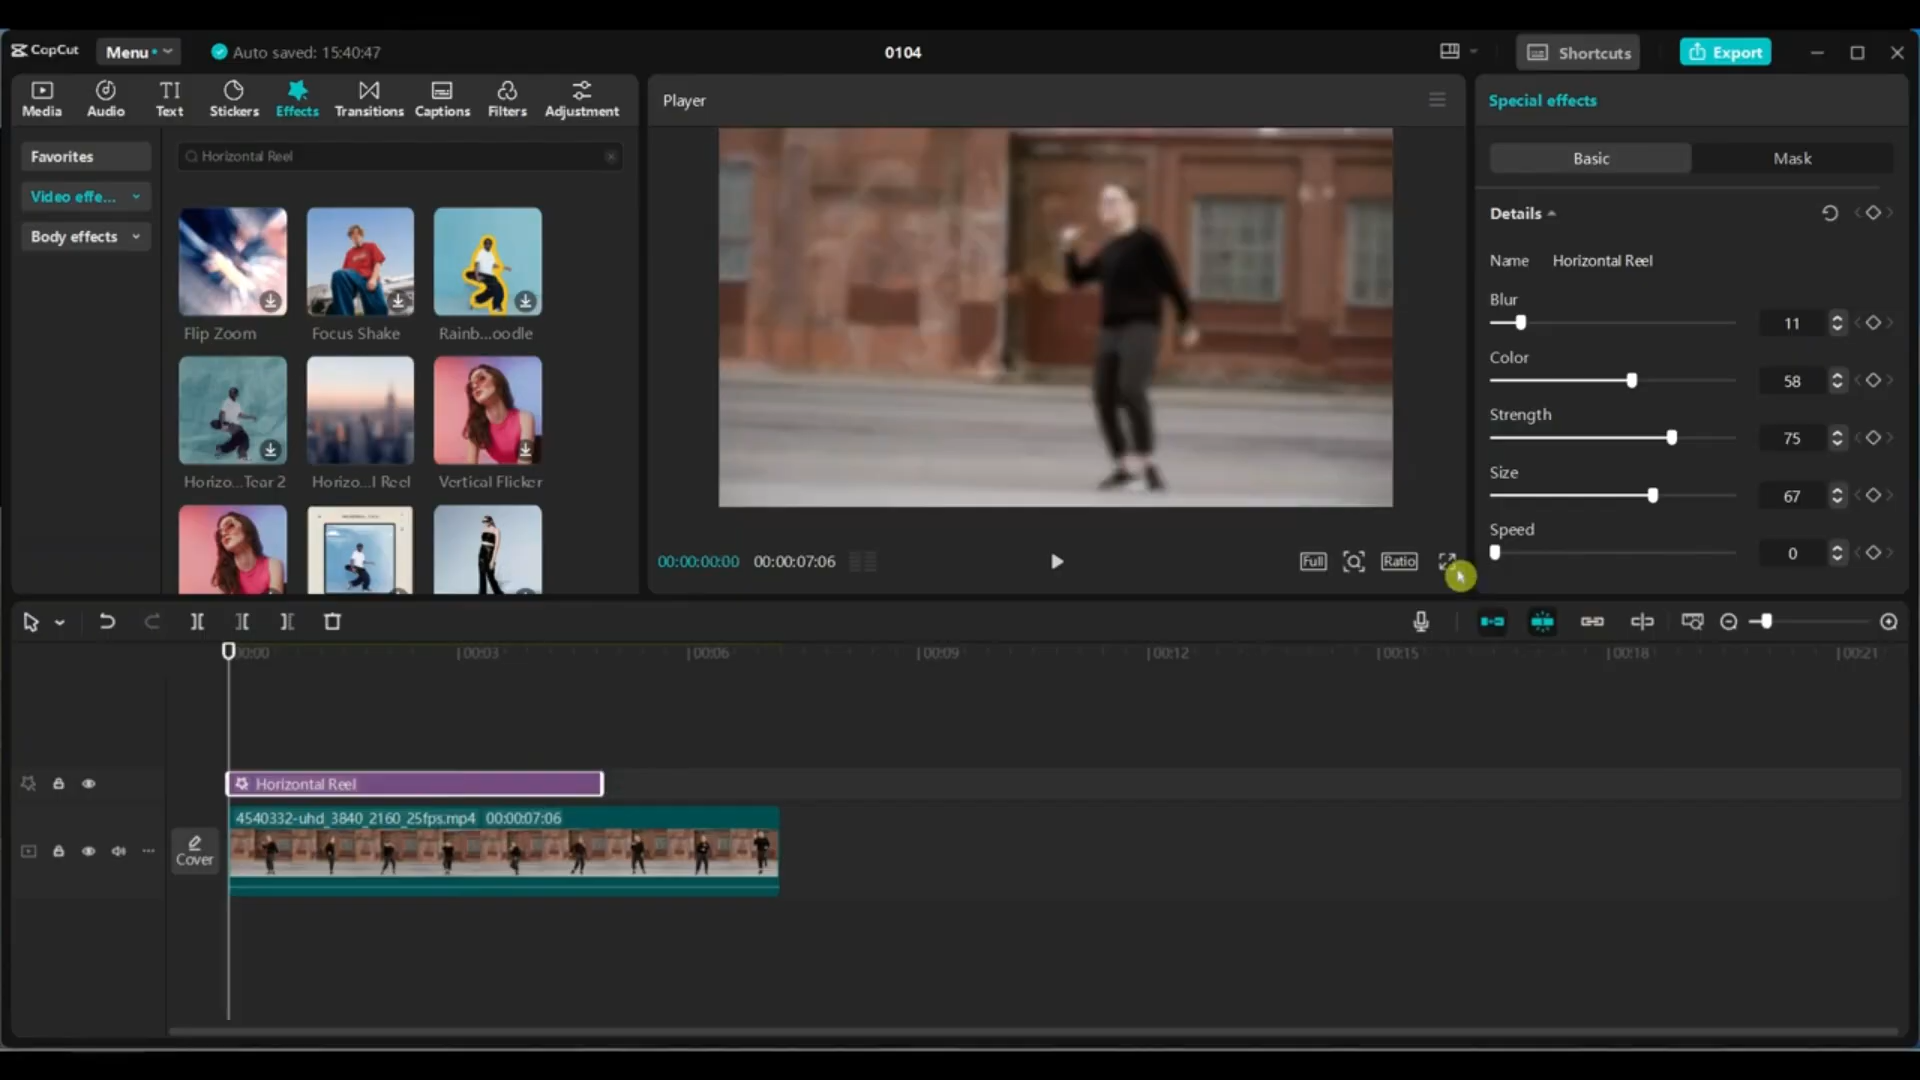 CapCut
Menu
Auto saved: 15:40:47
0104
Shortcuts
Export
Media
Audio
Text
Stickers
Effects
Transitions
Captions
Filters
Adjustment
Player
Special effects
Favorites
Video effe...
Body effects
Horizontal Reel
Basic
Mask
Details
Name Horizontal Reel
Blur
11
Color
58
Strength
75
Size
67
Speed
0
Flip Zoom
Focus Shake
Rainb...oodle
Horizo...Tear 2
Horizo...l Reel
Vertical Flicker
00:00:00:00 00:00:07:06
Full
Ratio
00:00
00:03
00:06
00:09
00:12
00:15
00:18
00:21
Horizontal Reel
4540332-uhd_3840_2160_25fps.mp4 00:00:07:06
Cover